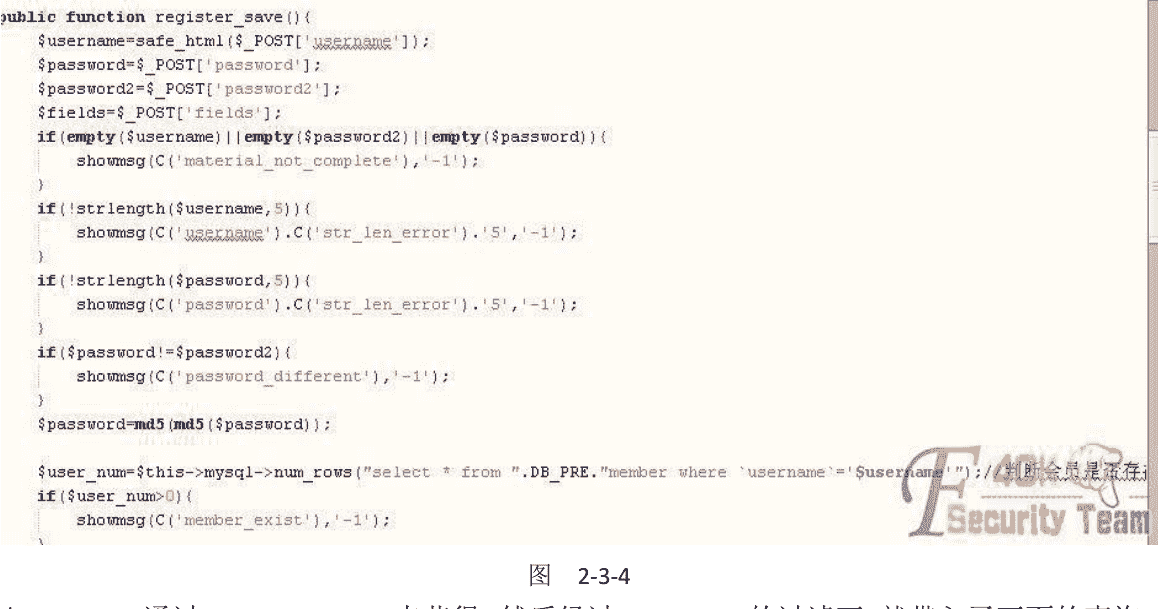 public function register_save(){
$username=safe_html($_POST['username']);
$password=$_POST['password'];
$password2=$_POST['password2'];
$fields=$_POST['fields'];
if(empty($username)||empty($password2)||empty($password)){
showmsg(C('material_not_complete'),'-1');
}
if(!strlength($username,5)){
showmsg(C('username').C('str_len_error').'5','-1');
}
if(!strlength($password,5)){
showmsg(C('password').C('str_len_error').'5','-1');
}
if($password!=$password2){
showmsg(C('password_different'),'-1');
}
$password=md5(md5($password));
$user_num=$this->mysql->num_rows("select * from ".DB_PRE."member where `username`='$username'");//判断会员是否存
if($user_num>0){
showmsg(C('member_exist'),'-1');
Security Team
图 2-3-4